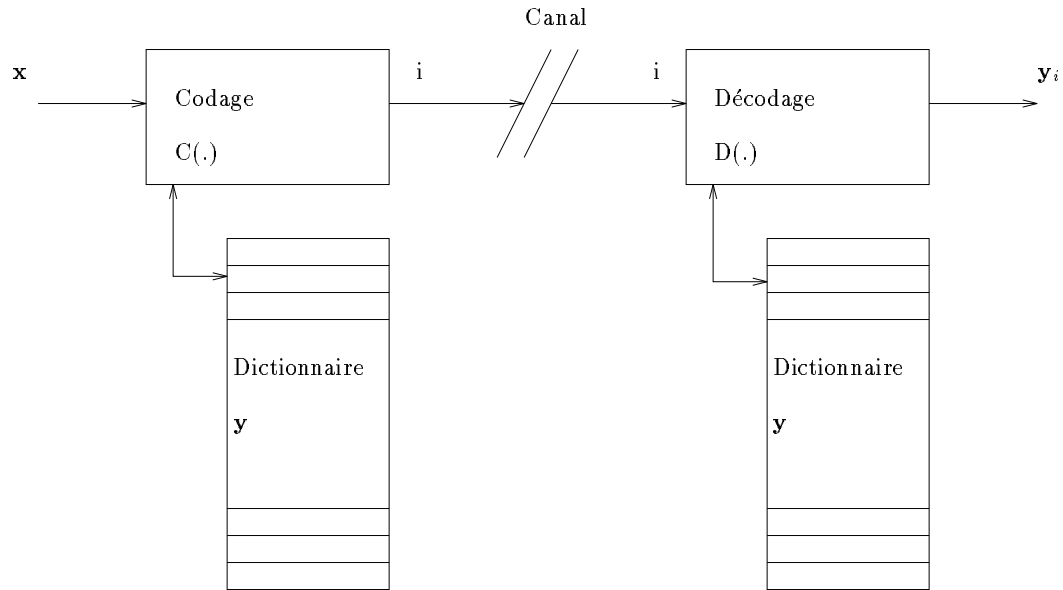 Canal
x
i
i
y_i
Codage
C(.)
Décodage
D(.)
Dictionnaire
y
Dictionnaire
y